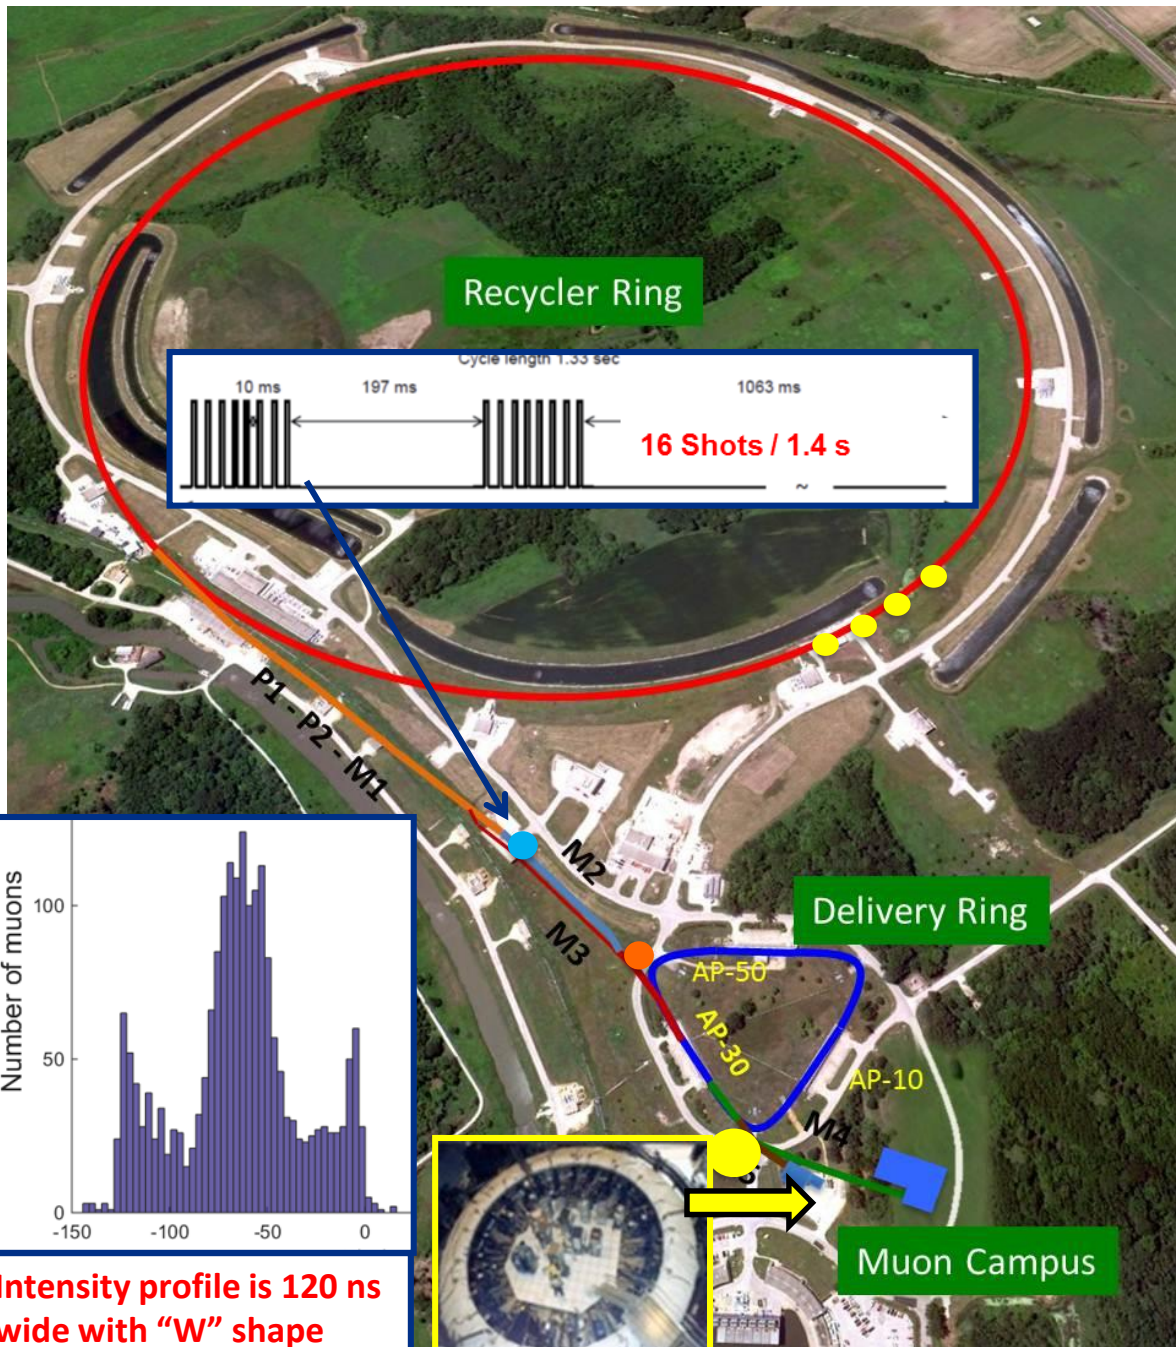 Recycler Ring
Cycle length 1.33 sec
10 ms
197 ms
1063 ms
16 Shots / 1.4 s
~
P1 - P2 - M1
M2
M3
Delivery Ring
AP-50
AP-30
AP-10
M4
Muon Campus
Number of muons
100
50
0
-150
-100
-50
0
Intensity profile is 120 ns
wide with “W” shape